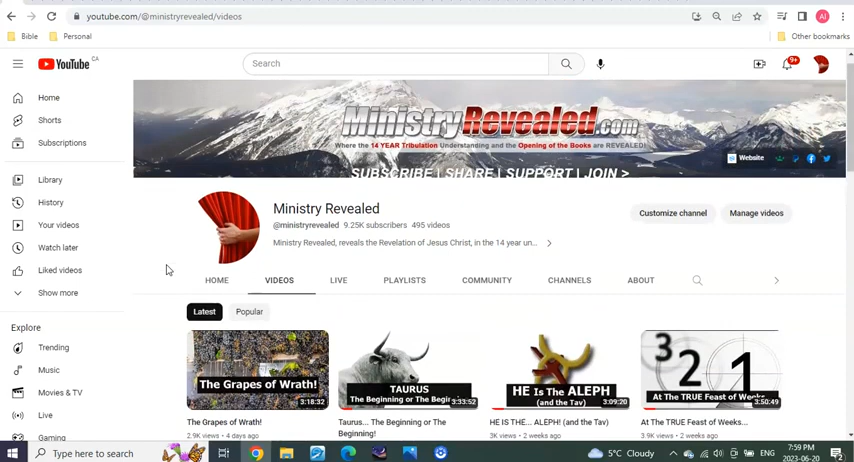 youtube.com/@ministryrevealed/videos
AI
Bible
Personal
Other bookmarks
YouTube CA
Search
9+
Home
Shorts
Subscriptions
Library
History
Your videos
Watch later
Liked videos
Show more
Explore
Trending
Music
Movies & TV
Live
Gaming
MinistryRevealed.com
Where the 14 YEAR Tribulation Understanding and the Opening of the Books are REVEALED!
SUBSCRIBE | SHARE | SUPPORT | JOIN >
Website
Ministry Revealed
@ministryrevealed 9.25K subscribers 495 videos
Ministry Revealed, reveals the Revelation of Jesus Christ, in the 14 year un...
Customize channel
Manage videos
HOME
VIDEOS
LIVE
PLAYLISTS
COMMUNITY
CHANNELS
ABOUT
Latest
Popular
The Grapes of Wrath!
3:18:32
The Grapes of Wrath!
2.9K views • 4 days ago
TAURUS
The Beginning or The Begi
3:33:52
Taurus... The Beginning or The
Beginning!
HE IS The ALEPH
(and the Tav)
3:09:20
HE IS THE... ALEPH! (and the Tav)
3K views • 2 weeks ago
3 2 1
At The TRUE Feast of Weeks...
3:50:49
At The TRUE Feast of Weeks...
3.9K views • 2 weeks ago
Type here to search
5°C Cloudy
ENG
7:59 PM
2023-06-20
2